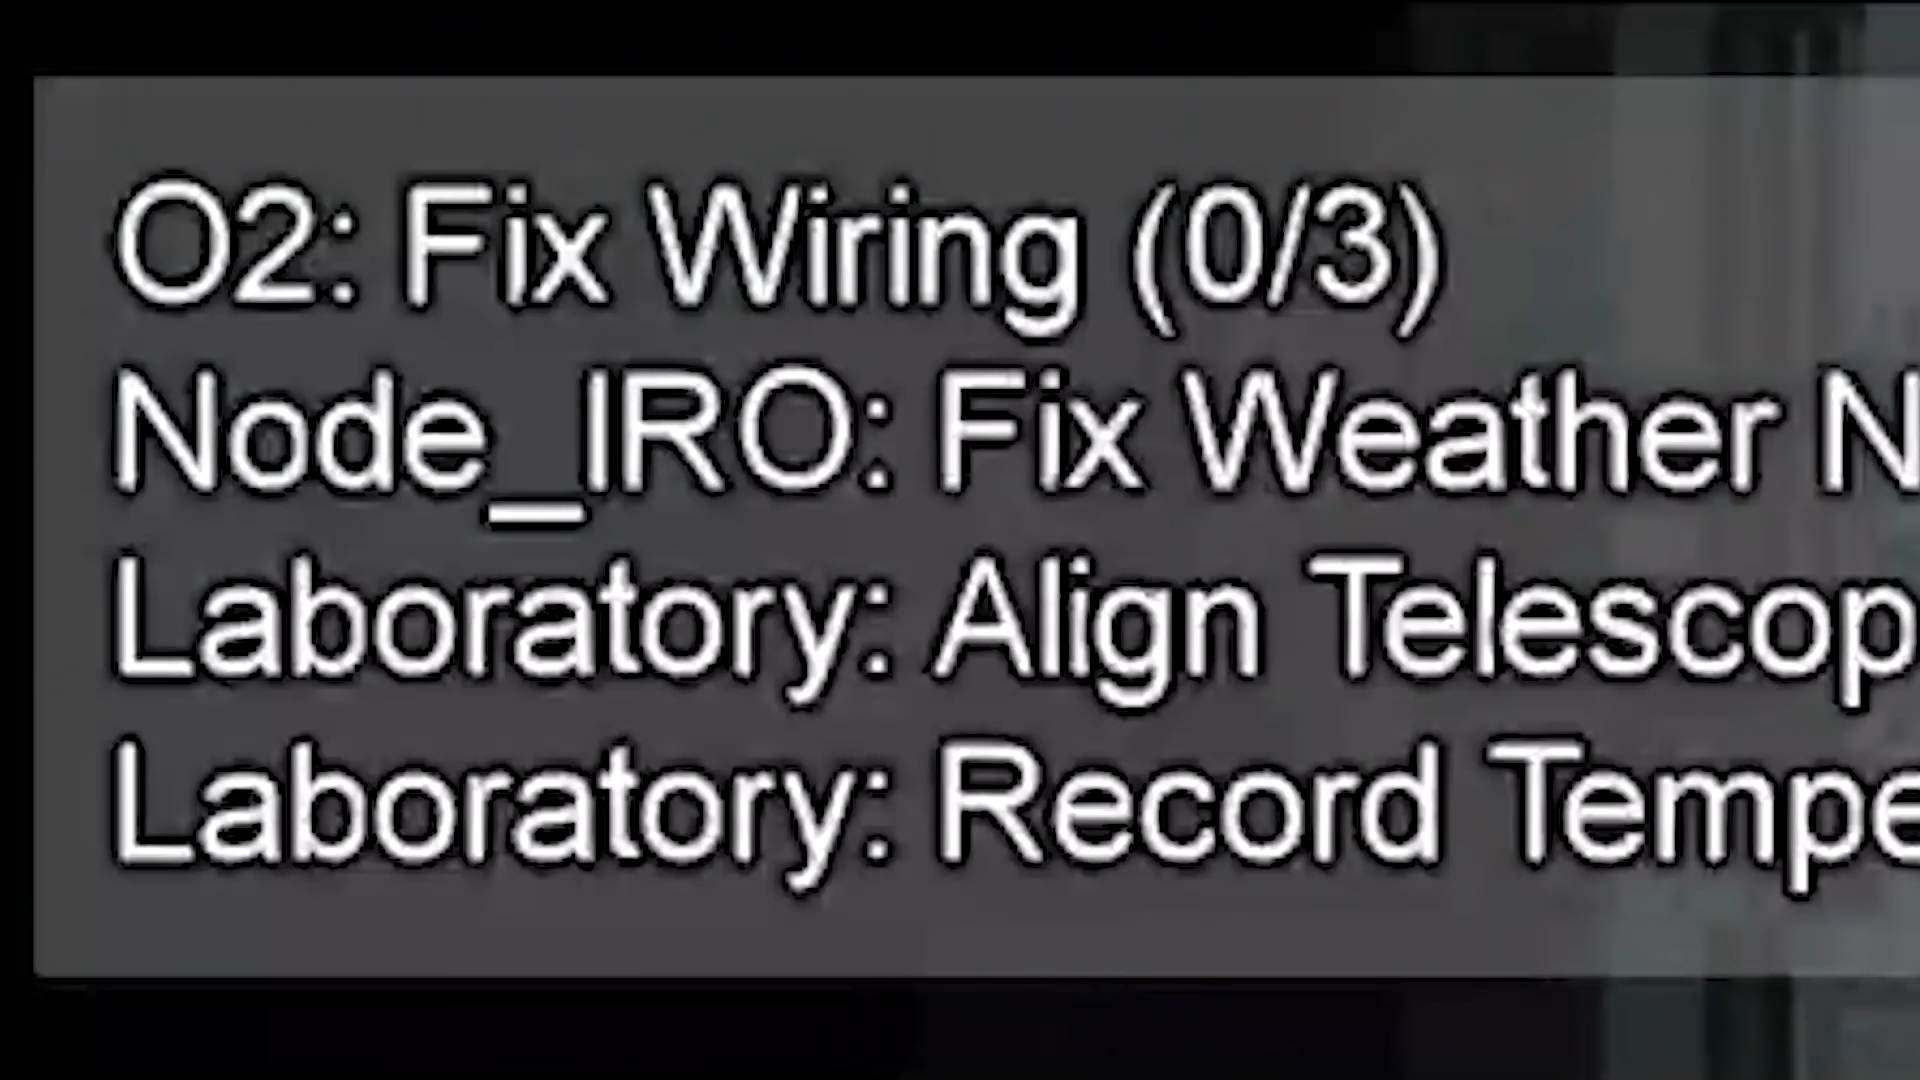 O2: Fix Wiring (0/3)
Node_IRO: Fix Weather N
Laboratory: Align Telescop
Laboratory: Record Tempe